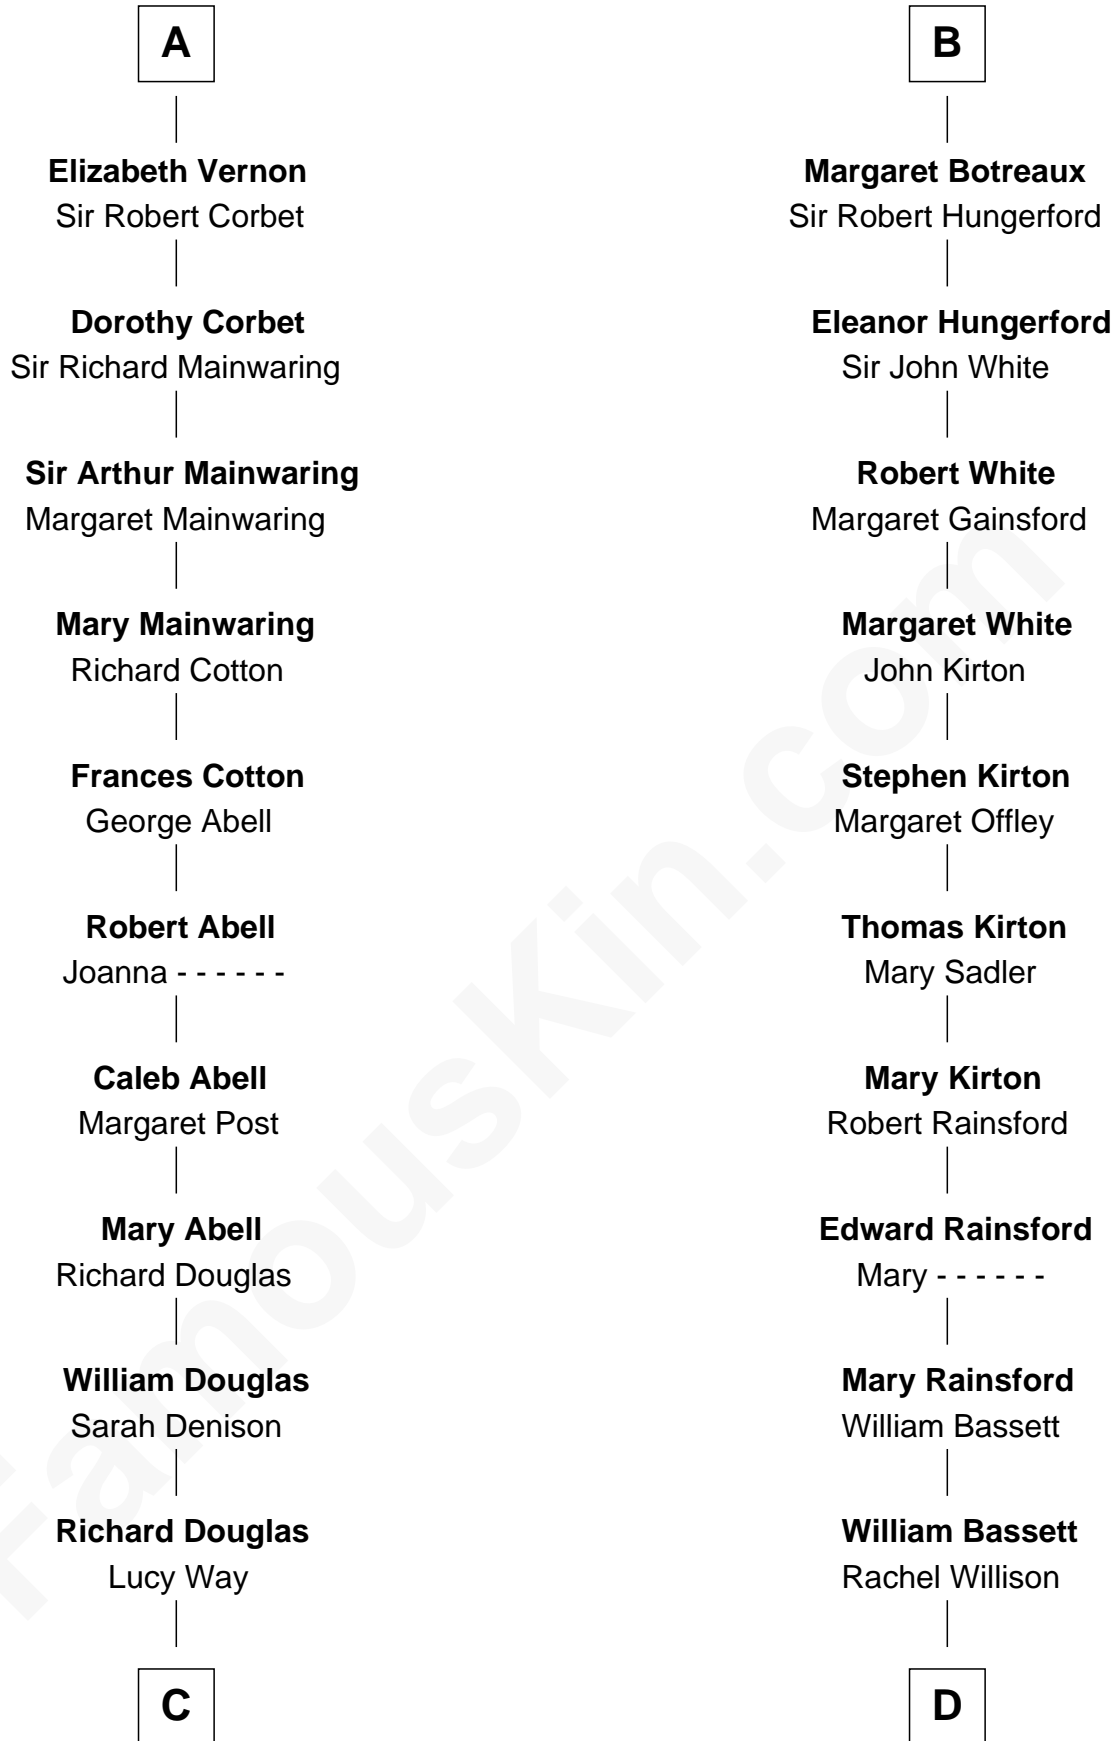 A
Elizabeth Vernon
Sir Robert Corbet
Dorothy Corbet
Sir Richard Mainwaring
Sir Arthur Mainwaring
Margaret Mainwaring
Mary Mainwaring
Richard Cotton
Frances Cotton
George Abell
Robert Abell
Joanna - - - - - -
Caleb Abell
Margaret Post
Mary Abell
Richard Douglas
William Douglas
Sarah Denison
Richard Douglas
Lucy Way
C
B
Margaret Botreaux
Sir Robert Hungerford
Eleanor Hungerford
Sir John White
Robert White
Margaret Gainsford
Margaret White
John Kirton
Stephen Kirton
Margaret Offley
Thomas Kirton
Mary Sadler
Mary Kirton
Robert Rainsford
Edward Rainsford
Mary - - - - - -
Mary Rainsford
William Bassett
William Bassett
Rachel Willison
D
FamousKin.com